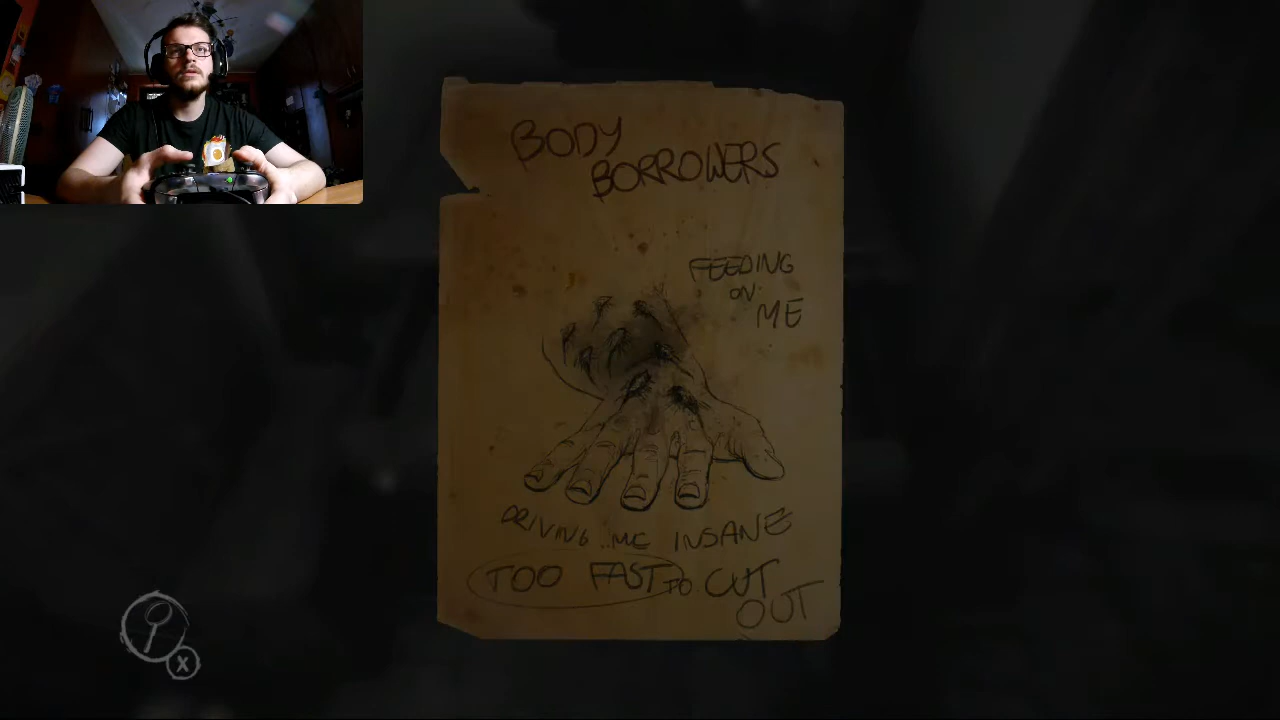 BODY
BORROWERS
FEEDING
ON
ME
DRIVING ME INSANE
TOO FAST TO CUT
OUT
X